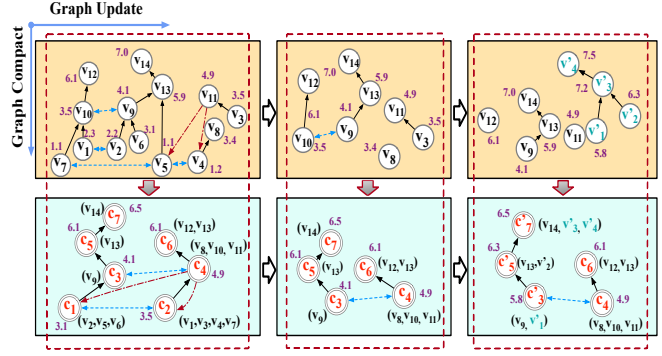 Graph Update
Graph Compact
7.0
v14
6.1
v12
4.1
v13
5.9
4.9
v11
3.5
3.5
v10
v9
v3
2.3
2.2
3.1
v6
v8
3.4
1.1
v1
v2
1.1
v7
v5
v4
1.2
7.0
v14
v12
v13
5.9
4.9
6.1
4.1
v11
3.5
v10
v9
v3
3.5
3.4
v8
7.5
v'4
7.0
7.2
v'3
6.3
v14
v12
v13
4.9
v'2
6.1
v9
5.9
v11
v'1
4.1
5.8
6.5
(v14)
c7
6.1
(v12,v13)
6.1
c5
(v13)
c6
(v8,v10,v11)
(v9)
c3
c4
4.9
c1
c2
3.1
(v2,v5,v6)
3.5
(v1,v3,v4,v7)
6.5
(v14)
c7
6.1
6.1
c5
(v13)
c6
(v12,v13)
4.1
c3
c4
4.9
(v9)
(v8,v10,v11)
6.5
c'7
(v14, v'3, v'4)
6.3
6.1
c'5
(v13,v'2)
c6
(v12,v13)
5.8
c'3
c4
4.9
(v9, v'1)
(v8,v10,v11)